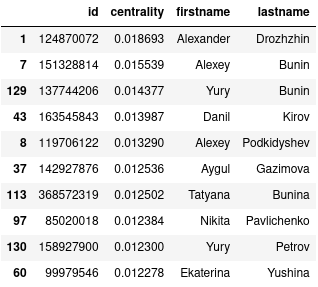 id centrality firstname lastname
1 124870072 0.018693 Alexander Drozhzhin
7 151328814 0.015539 Alexey Bunin
129 137744206 0.014377 Yury Bunin
43 163545843 0.013987 Danil Kirov
8 119706122 0.013290 Alexey Podkidyshev
37 142927876 0.012536 Aygul Gazimova
113 368572319 0.012502 Tatyana Bunina
97 85020018 0.012384 Nikita Pavlichenko
130 158927900 0.012300 Yury Petrov
60 99979546 0.012278 Ekaterina Yushina